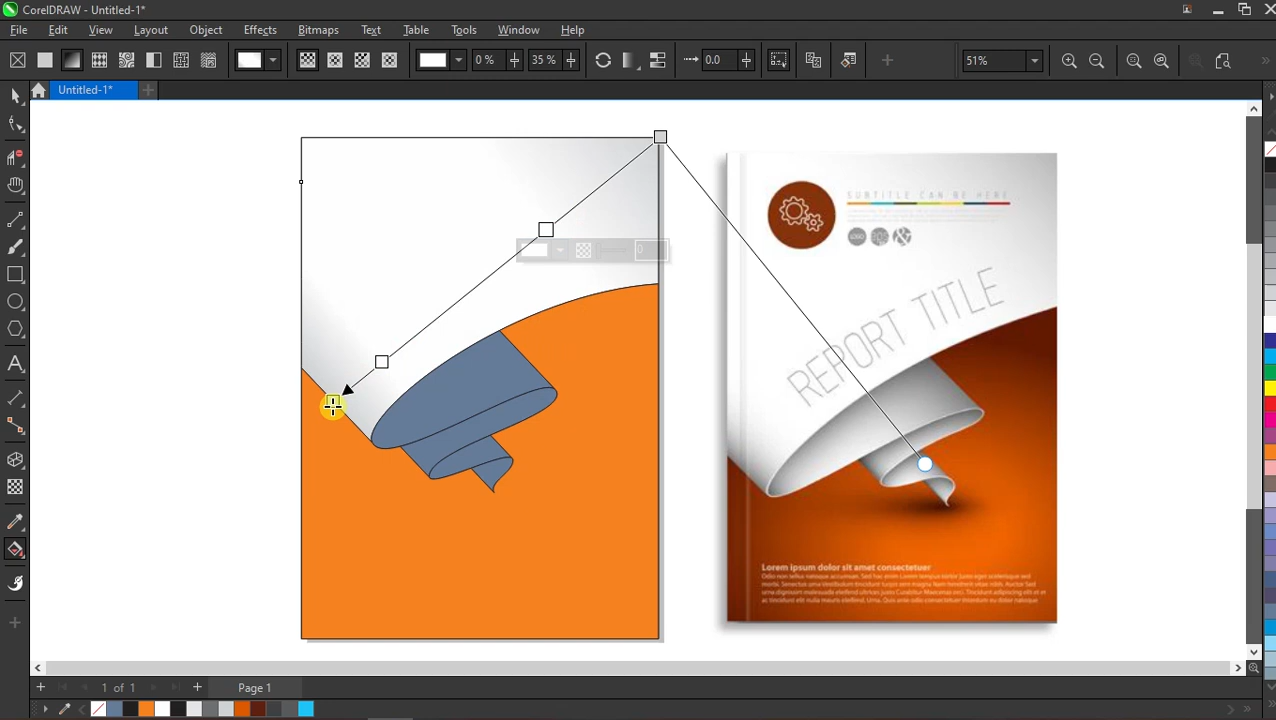 CorelDRAW - Untitled-1*
File Edit View Layout Object Effects Bitmaps Text Table Tools Window Help
0 % 35 % 0.0 51%
Untitled-1*
0
SUBTITLE CAN BE HERE
LOGO &
REPORT TITLE
Lorem ipsum dolor sit amet consectetuer
1 of 1 Page 1